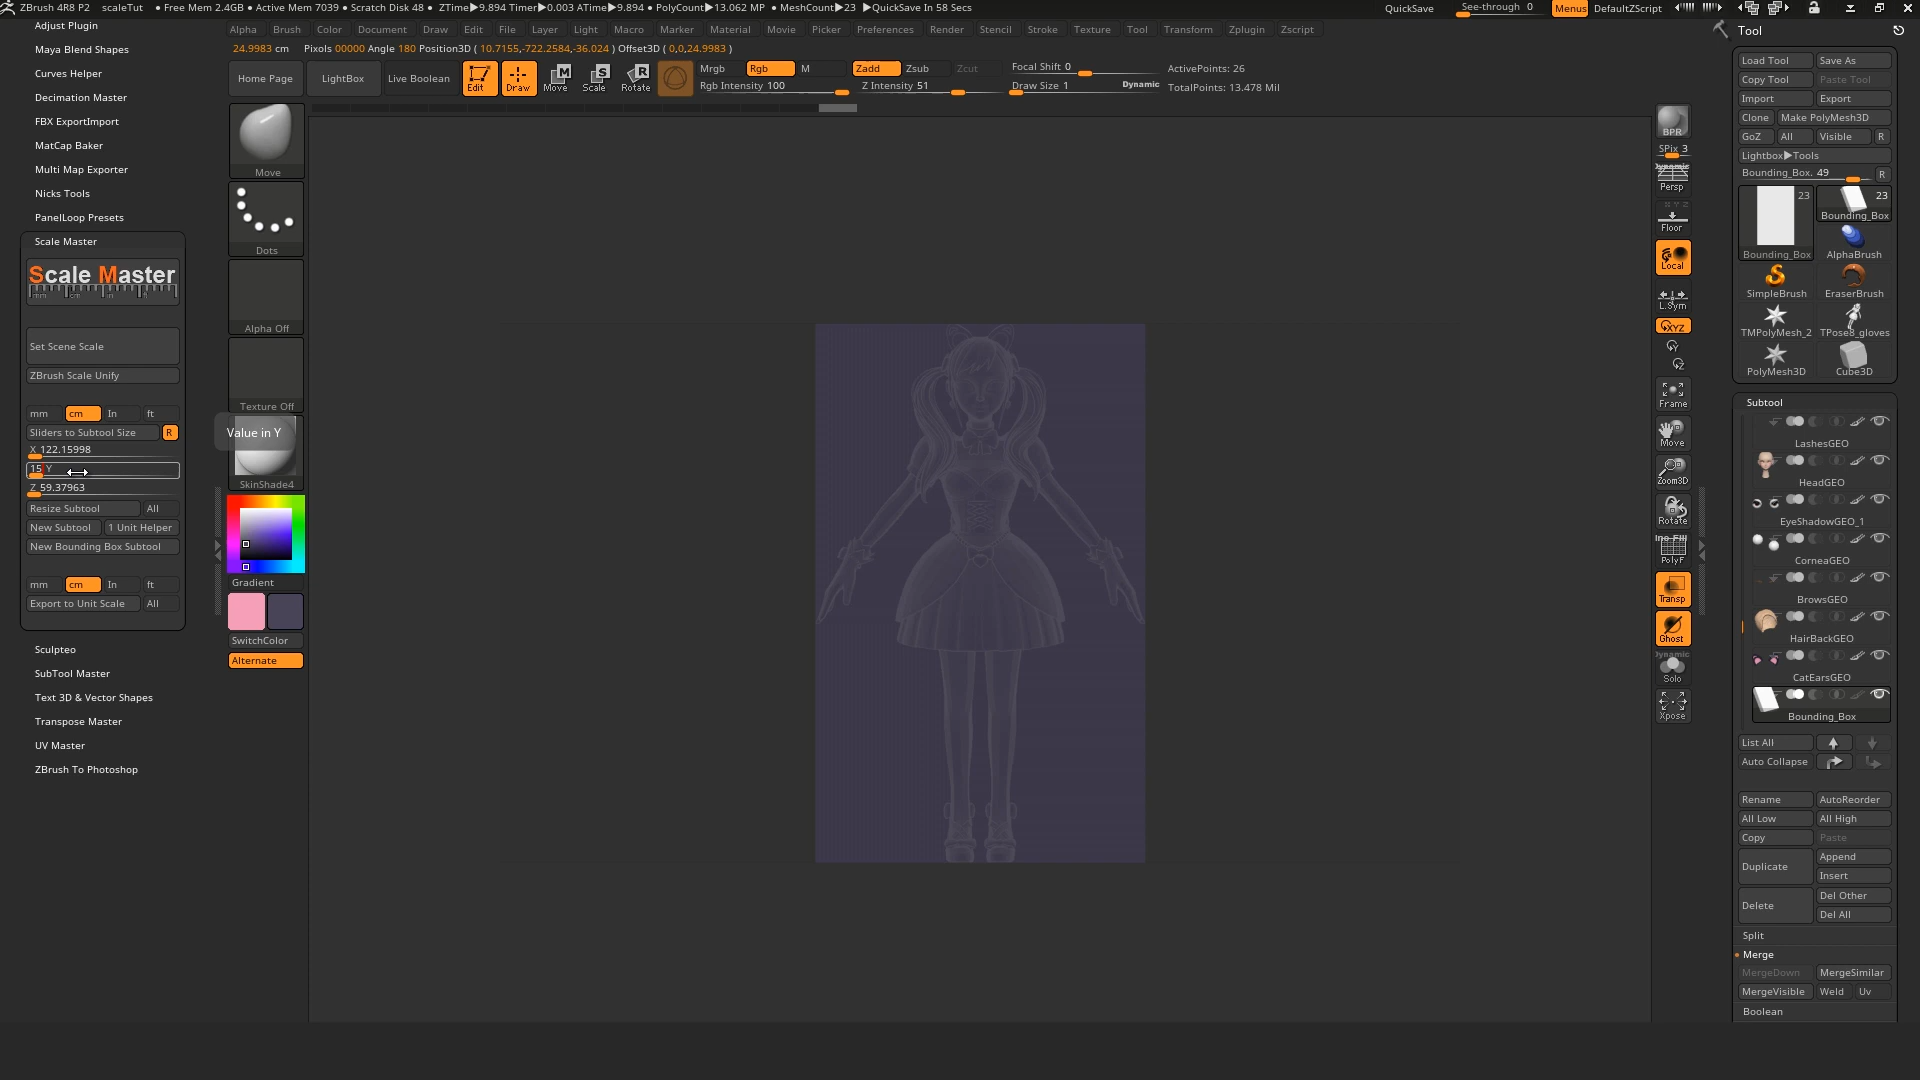 ZBrush 4R8 P2 scaleTut ● Free Mem 2.4GB ● Active Mem 7039 ● Scratch Disk 48 ● ZTime▶9.894 Timer▶0.003 ATime▶9.894 ● PolyCount▶13.062 MP ● MeshCount▶23 ▶QuickSave In 58 Secs QuickSave See-through 0 Menus DefaultZScript
Adjust Plugin
Maya Blend Shapes
Curves Helper
Decimation Master
FBX ExportImport
MatCap Baker
Multi Map Exporter
Nicks Tools
PanelLoop Presets
Scale Master
Scale Master
mm cm in ft
Set Scene Scale
ZBrush Scale Unify
mm cm In ft
Sliders to Subtool Size R
X 122.15998
15 Y
Z 59.37963
Resize Subtool All
New Subtool 1 Unit Helper
New Bounding Box Subtool
mm cm In ft
Export to Unit Scale All
Sculpteo
SubTool Master
Text 3D & Vector Shapes
Transpose Master
UV Master
ZBrush To Photoshop
Alpha Brush Color Document Draw Edit File Layer Light Macro Marker Material Movie Picker Preferences Render Stencil Stroke Texture Tool Transform Zplugin Zscript
24.9983 cm Pixols 00000 Angle 180 Position3D ( 10.7155,-722.2584,-36.024 ) Offset3D ( 0,0,24.9983 )
Home Page LightBox Live Boolean Edit Draw Move Scale Rotate
M S R
Mrgb Rgb M Zadd Zsub Zcut Focal Shift 0 ActivePoints: 26
Rgb Intensity 100 Z Intensity 51 Draw Size 1 Dynamic TotalPoints: 13.478 Mil
Move
Dots
Alpha Off
Texture Off
Value in Y
SkinShade4
Gradient
SwitchColor
Alternate
BPR
SPix 3
Dynamic
Persp
X Y Z
Floor
Local
L.Sym
XYZ
Y
Z
Frame
Move
Zoom3D
Rotate
Line Fill
PolyF
Transp
Ghost
Dynamic
Solo
Xpose
Tool
Load Tool Save As
Copy Tool Paste Tool
Import Export
Clone Make PolyMesh3D
GoZ All Visible R
Lightbox▶Tools
Bounding_Box. 49 R
23 23
Bounding_Box
Bounding_Box AlphaBrush
SimpleBrush EraserBrush
TMPolyMesh_2 TPose8_gloves
PolyMesh3D Cube3D
Subtool
LashesGEO
HeadGEO
EyeShadowGEO_1
CorneaGEO
BrowsGEO
HairBackGEO
CatEarsGEO
Bounding_Box
List All
Auto Collapse
Rename AutoReorder
All Low All High
Copy Paste
Duplicate Append
Insert
Delete Del Other
Del All
Split
Merge
MergeDown MergeSimilar
MergeVisible Weld Uv
Boolean